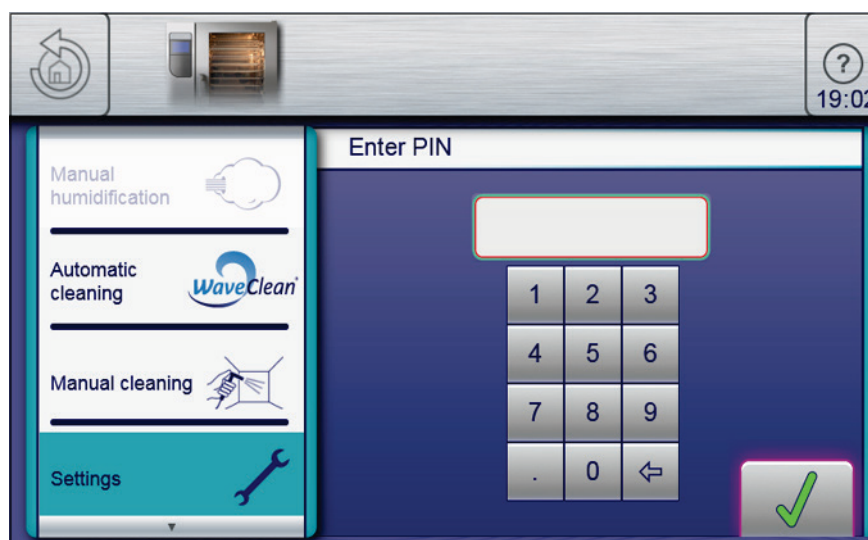 ?
19:02
Manual
humidification
Automatic
cleaning
WaveClean®
Manual cleaning
Settings
Enter PIN
1 2 3
4 5 6
7 8 9
. 0